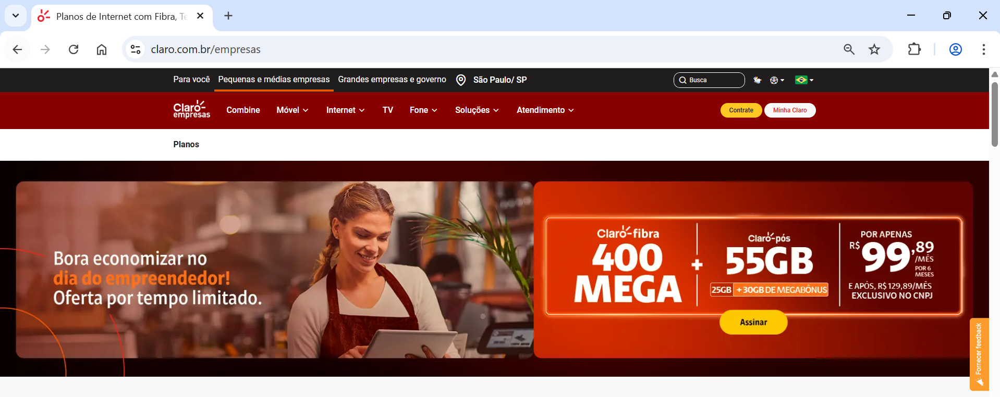 Planos de Internet com Fibra, Te
claro.com.br/empresas
Para você Pequenas e médias empresas Grandes empresas e governo São Paulo/ SP Busca
Claro empresas Combine Móvel Internet TV Fone Soluções Atendimento Contrate Minha Claro
Planos
Bora economizar no
dia do empreendedor!
Oferta por tempo limitado.
Claro-fibra
400
MEGA
+
Claro-pós
55GB
25GB +30GB DE MEGABÔNUS
POR APENAS
R$ 99,89
/MÊS
POR 6
MESES
E APÓS, R$ 129,89/MÊS
EXCLUSIVO NO CNPJ
Assinar
Fornecer feedback